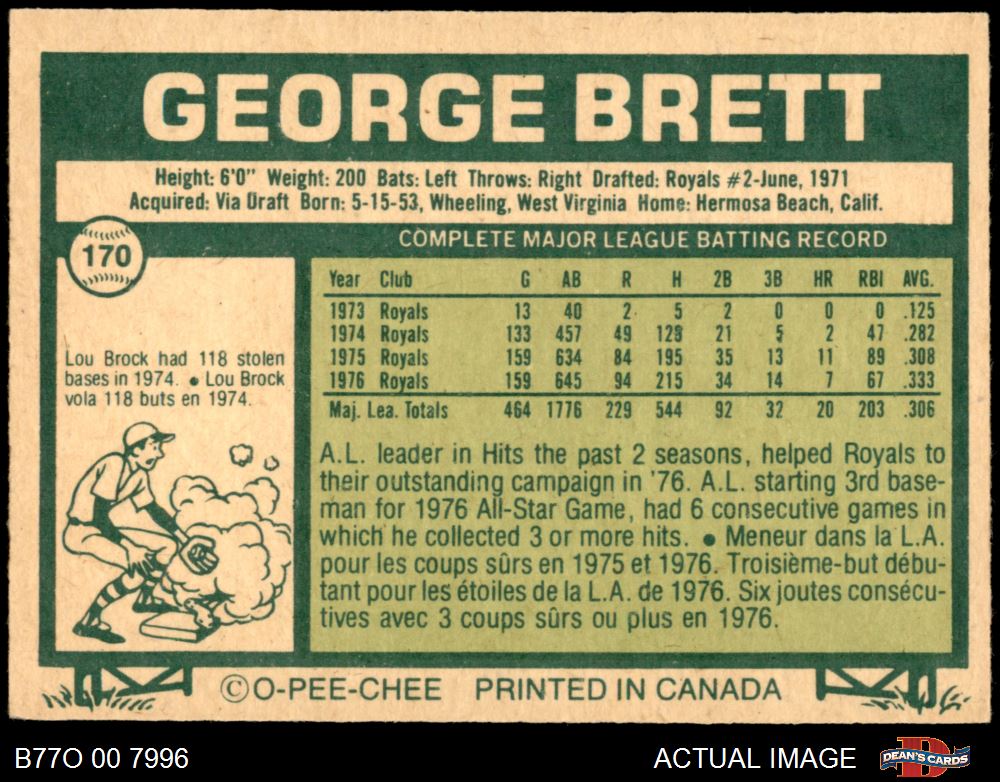 GEORGE BRETT
Height: 6'0" Weight: 200 Bats: Left Throws: Right Drafted: Royals #2-June, 1971
Acquired: Via Draft Born: 5-15-53, Wheeling, West Virginia Home: Hermosa Beach, Calif.
170
COMPLETE MAJOR LEAGUE BATTING RECORD
Year Club G AB R H 2B 3B HR RBI AVG.
1973 Royals 13 40 2 5 2 0 0 0 .125
1974 Royals 133 457 49 129 21 5 2 47 .282
1975 Royals 159 634 84 195 35 13 11 89 .308
1976 Royals 159 645 94 215 34 14 7 67 .333
Maj. Lea. Totals 464 1776 229 544 92 32 20 203 .306
Lou Brock had 118 stolen
bases in 1974. • Lou Brock
vola 118 buts en 1974.
A.L. leader in Hits the past 2 seasons, helped Royals to
their outstanding campaign in '76. A.L. starting 3rd base-
man for 1976 All-Star Game, had 6 consecutive games in
which he collected 3 or more hits. • Meneur dans la L.A.
pour les coups sûrs en 1975 et 1976. Troisième-but débu-
tant pour les étoiles de la L.A. de 1976. Six joutes consécu-
tives avec 3 coups sûrs ou plus en 1976.
©O-PEE-CHEE PRINTED IN CANADA
B77O 00 7996
ACTUAL IMAGE
DEAN'S CARDS